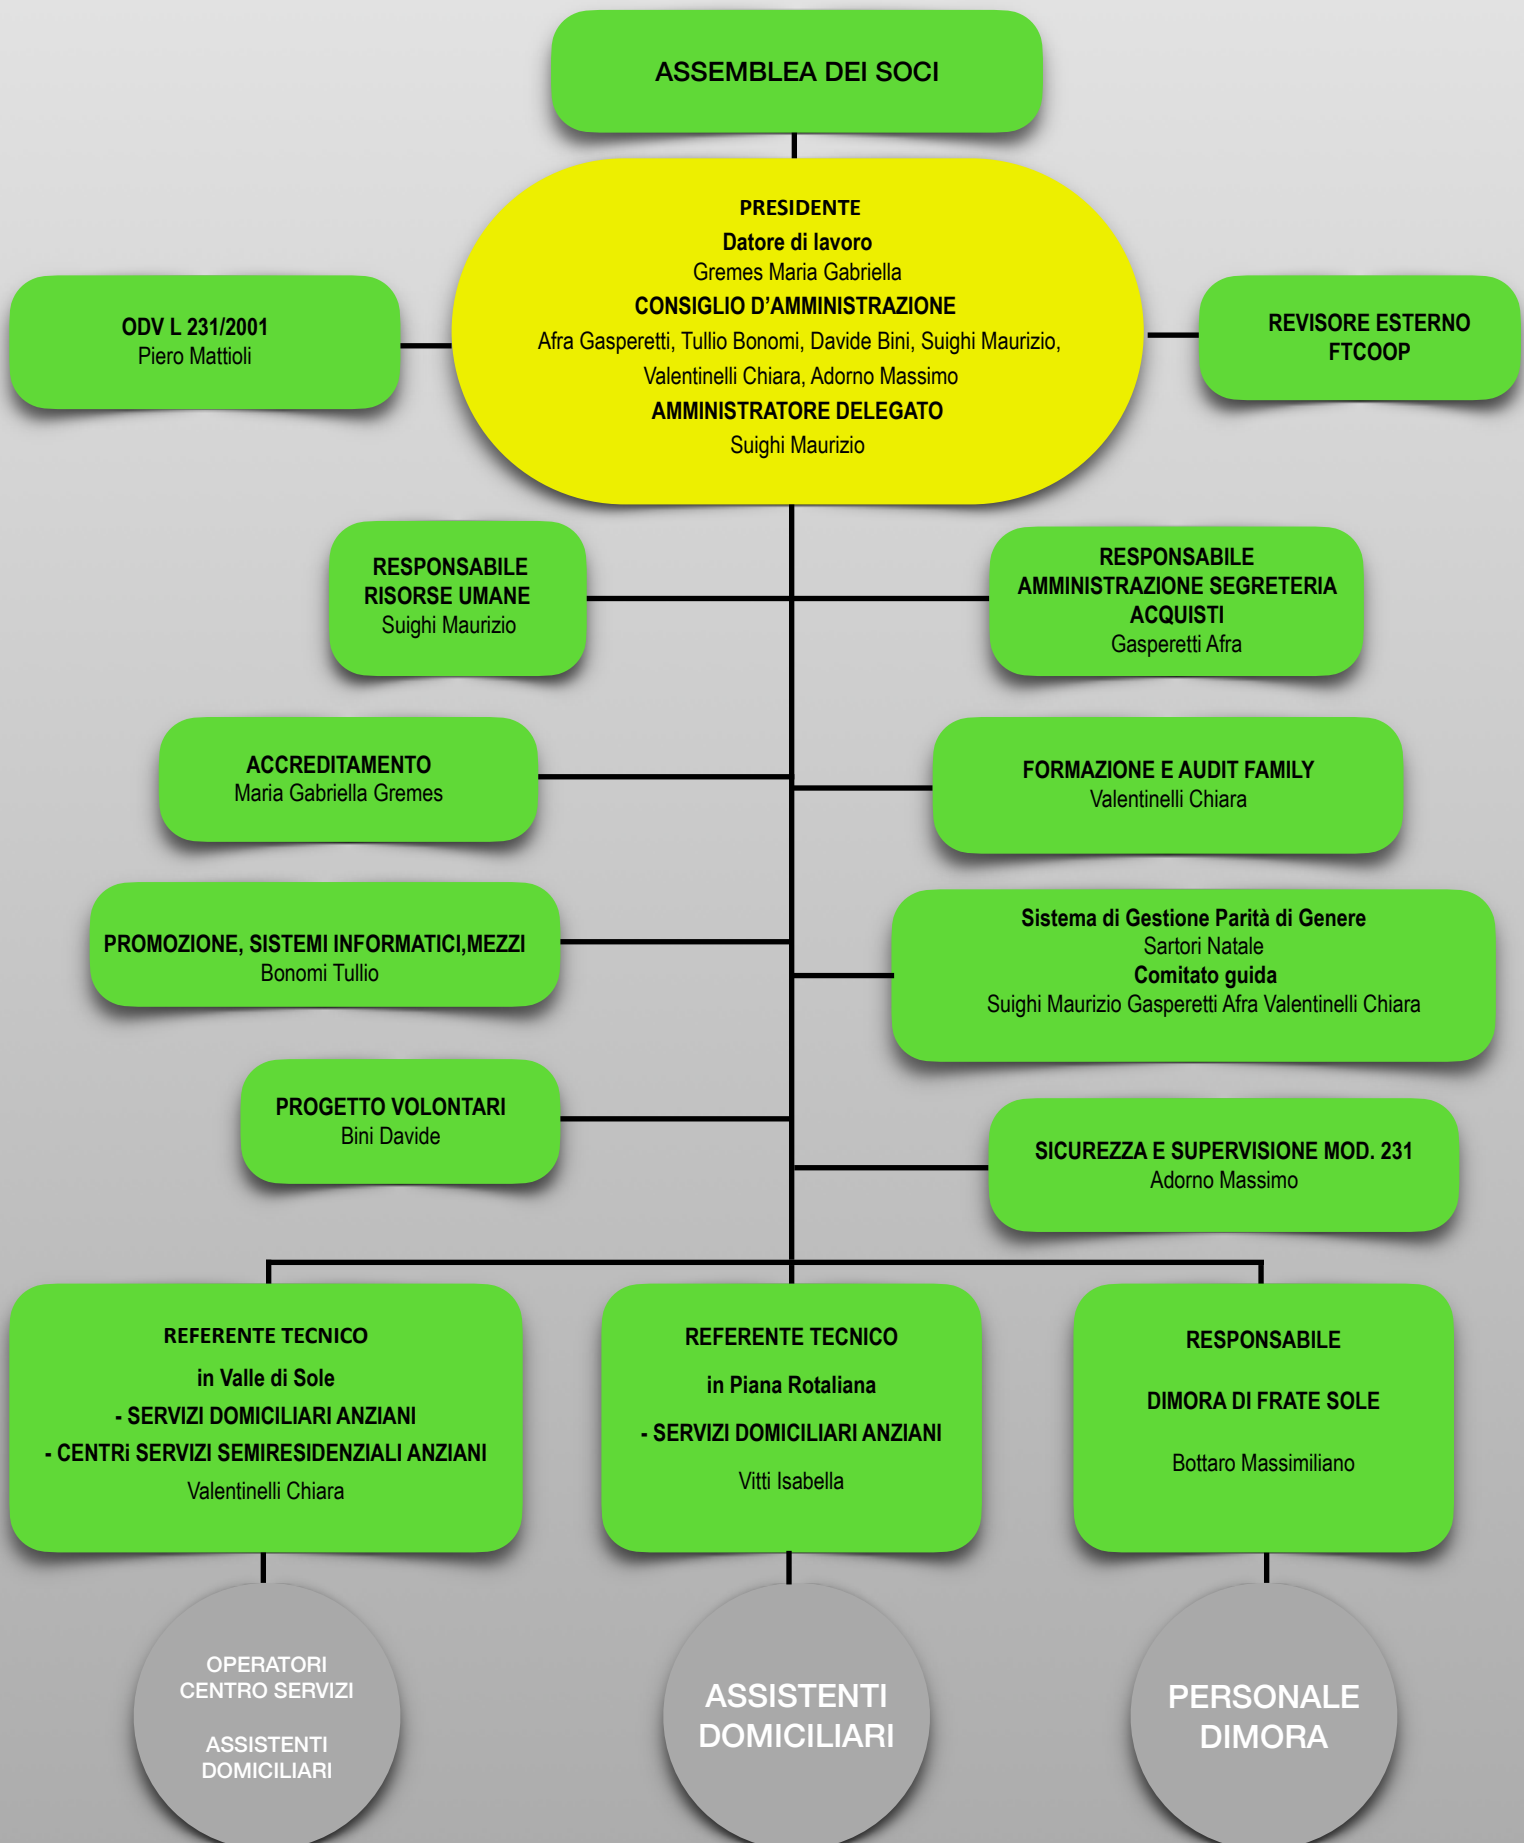 ASSEMBLEA DEI SOCI
PRESIDENTE
Datore di lavoro
Gremes Maria Gabriella
CONSIGLIO D'AMMINISTRAZIONE
Afra Gasperetti, Tullio Bonomi, Davide Bini, Suighi Maurizio,
Valentinelli Chiara, Adorno Massimo
AMMINISTRATORE DELEGATO
Suighi Maurizio
ODV L 231/2001
Piero Mattioli
REVISORE ESTERNO
FTCOOP
RESPONSABILE
RISORSE UMANE
Suighi Maurizio
RESPONSABILE
AMMINISTRAZIONE SEGRETERIA
ACQUISTI
Gasperetti Afra
ACCREDITAMENTO
Maria Gabriella Gremes
FORMAZIONE E AUDIT FAMILY
Valentinelli Chiara
PROMOZIONE, SISTEMI INFORMATICI,MEZZI
Bonomi Tullio
Sistema di Gestione Parità di Genere
Sartori Natale
Comitato guida
Suighi Maurizio Gasperetti Afra Valentinelli Chiara
PROGETTO VOLONTARI
Bini Davide
SICUREZZA E SUPERVISIONE MOD. 231
Adorno Massimo
REFERENTE TECNICO
in Valle di Sole
- SERVIZI DOMICILIARI ANZIANI
- CENTRi SERVIZI SEMIRESIDENZIALI ANZIANI
Valentinelli Chiara
REFERENTE TECNICO
in Piana Rotaliana
- SERVIZI DOMICILIARI ANZIANI
Vitti Isabella
RESPONSABILE
DIMORA DI FRATE SOLE
Bottaro Massimiliano
OPERATORI
CENTRO SERVIZI
ASSISTENTI
DOMICILIARI
ASSISTENTI
DOMICILIARI
PERSONALE
DIMORA